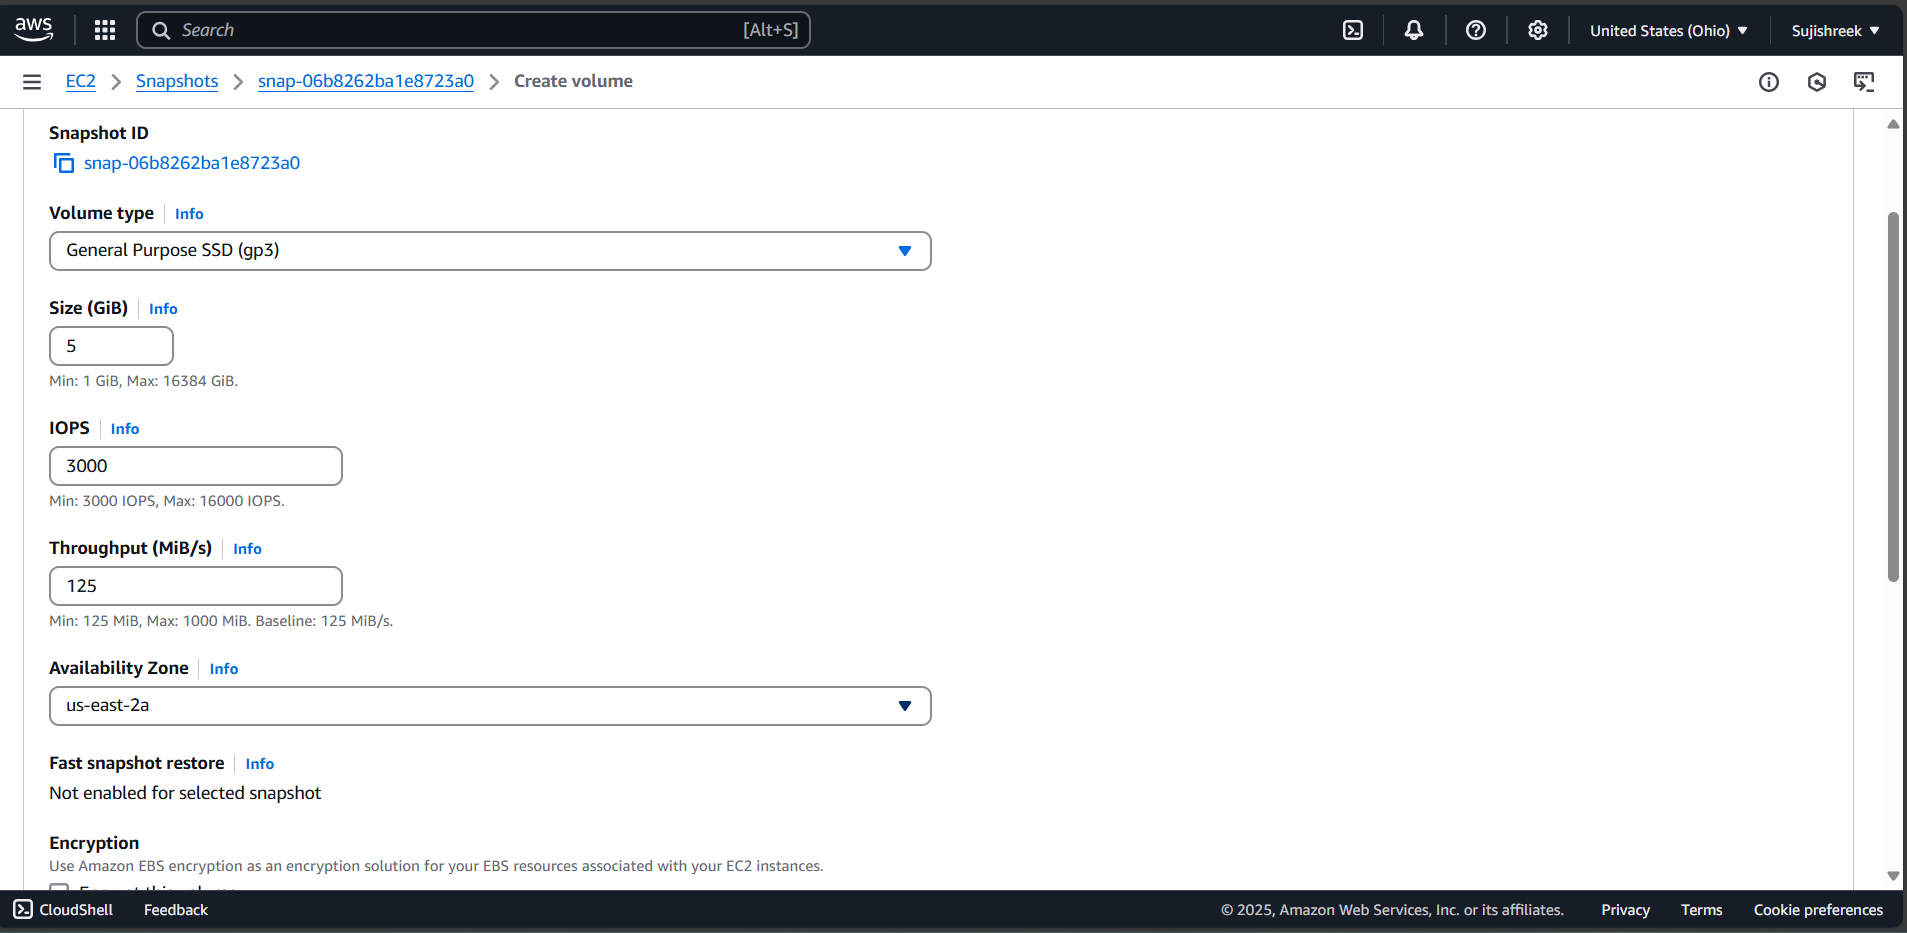 aws Search [Alt+S] United States (Ohio) Sujishreek
EC2 Snapshots snap-06b8262ba1e8723a0 Create volume
Snapshot ID
snap-06b8262ba1e8723a0
Volume type Info
General Purpose SSD (gp3)
Size (GiB) Info
5
Min: 1 GiB, Max: 16384 GiB.
IOPS Info
3000
Min: 3000 IOPS, Max: 16000 IOPS.
Throughput (MiB/s) Info
125
Min: 125 MiB, Max: 1000 MiB. Baseline: 125 MiB/s.
Availability Zone Info
us-east-2a
Fast snapshot restore Info
Not enabled for selected snapshot
Encryption
Use Amazon EBS encryption as an encryption solution for your EBS resources associated with your EC2 instances.
CloudShell Feedback © 2025, Amazon Web Services, Inc. or its affiliates. Privacy Terms Cookie preferences